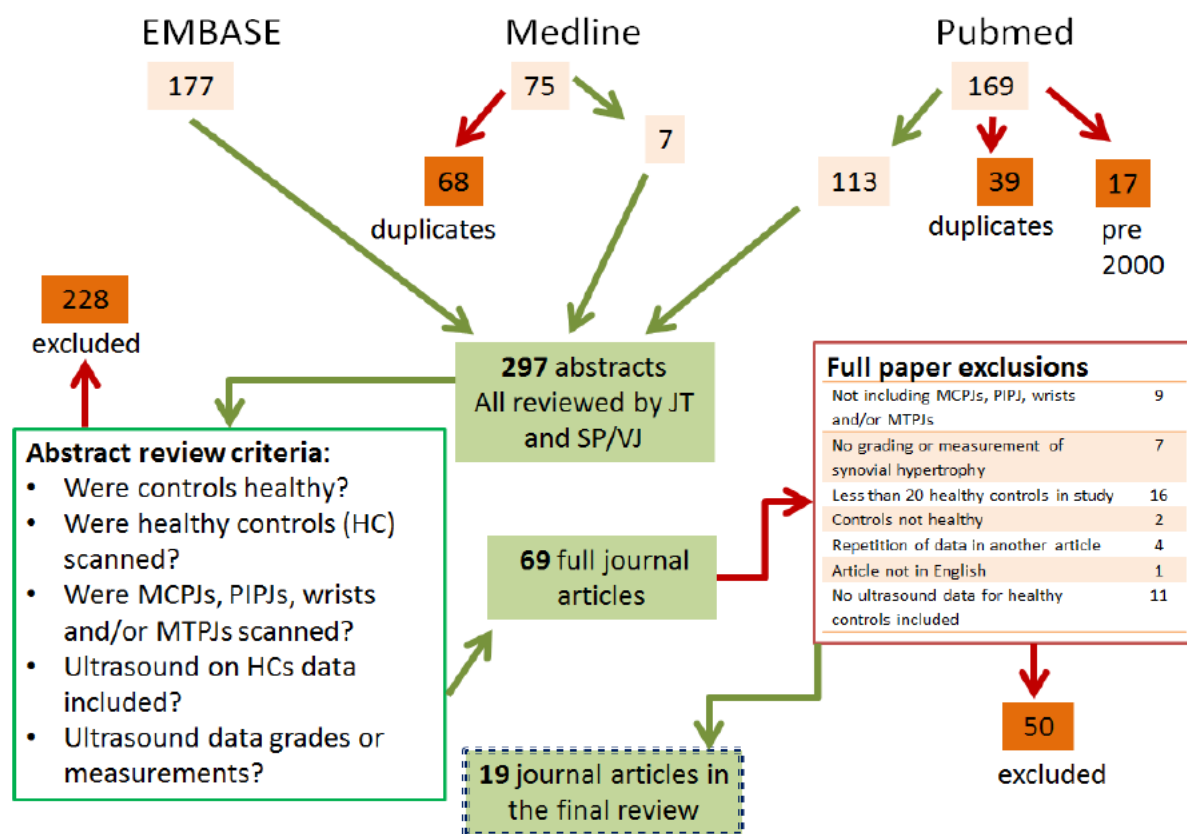 EMBASE
Medline
Pubmed
177
75
169
7
68
duplicates
113
39
duplicates
17
pre
2000
228
excluded
297 abstracts
All reviewed by JT
and SP/VJ
Abstract review criteria:
• Were controls healthy?
• Were healthy controls (HC)
scanned?
• Were MCPJs, PIPJs, wrists
and/or MTPJs scanned?
• Ultrasound on HCs data
included?
• Ultrasound data grades or
measurements?
69 full journal
articles
Full paper exclusions
Not including MCPJs, PIPJ, wrists 9
and/or MTPJs
No grading or measurement of 7
synovial hypertrophy
Less than 20 healthy controls in study 16
Controls not healthy 2
Repetition of data in another article 4
Article not in English 1
No ultrasound data for healthy 11
controls included
50
excluded
19 journal articles in
the final review